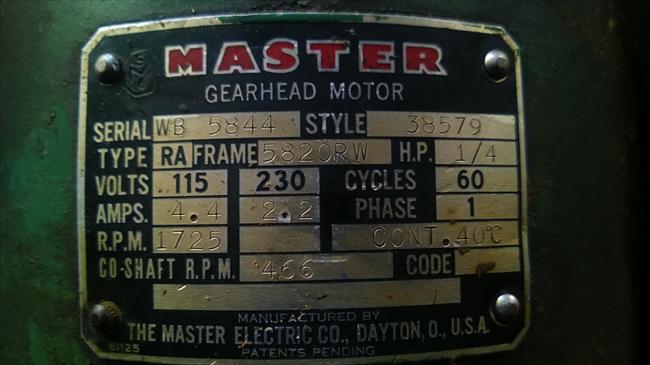 MASTER
GEARHEAD MOTOR
SERIAL WB 5844 STYLE 38579
TYPE RA FRAME 5820RW H.P. 1/4
VOLTS 115 230 CYCLES 60
AMPS. 4.4 2.2 PHASE 1
R.P.M. 1725 CONT. 40°C
CO-SHAFT R.P.M. 466 CODE
MANUFACTURED BY
THE MASTER ELECTRIC CO., DAYTON, O., U.S.A.
61125 PATENTS PENDING